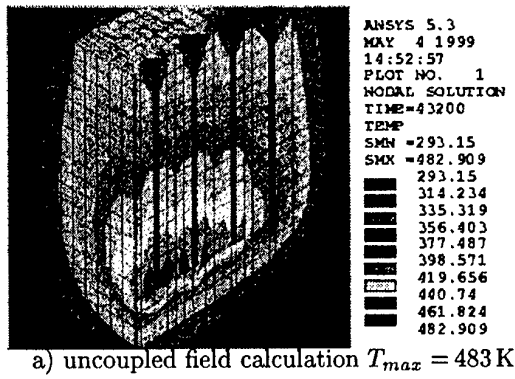 ANSYS 5.3
MAY 4 1999
14:52:57
PLOT NO. 1
NODAL SOLUTION
TIME=43200
TEMP
SMN =293.15
SMX =482.909
293.15
314.234
335.319
356.403
377.487
398.571
419.656
440.74
461.824
482.909
a) uncoupled field calculation T_{max} = 483 K